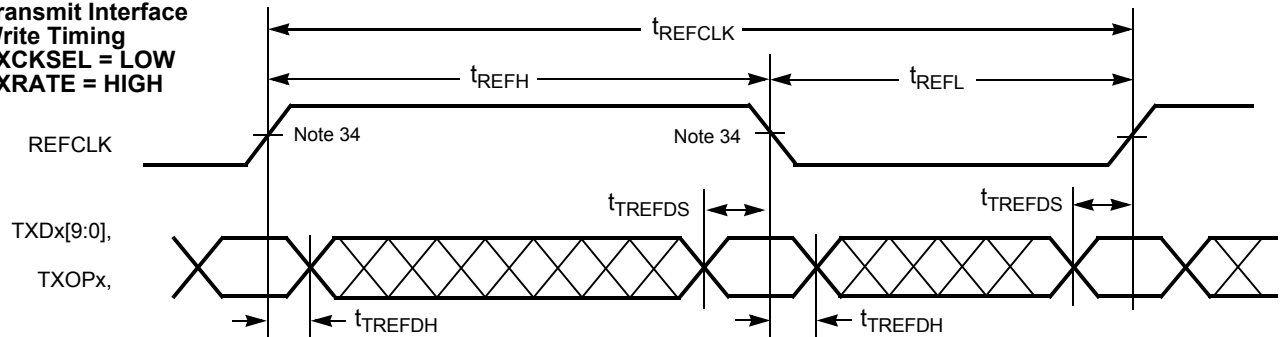 ransmit Interface
Write Timing
XCKSEL = LOW
XRATE = HIGH
tREFCLK
tREFH
tREFL
REFCLK
Note 34
Note 34
tTREFDS
tTREFDS
TXDx[9:0],
TXOPx,
tTREFDH
tTREFDH